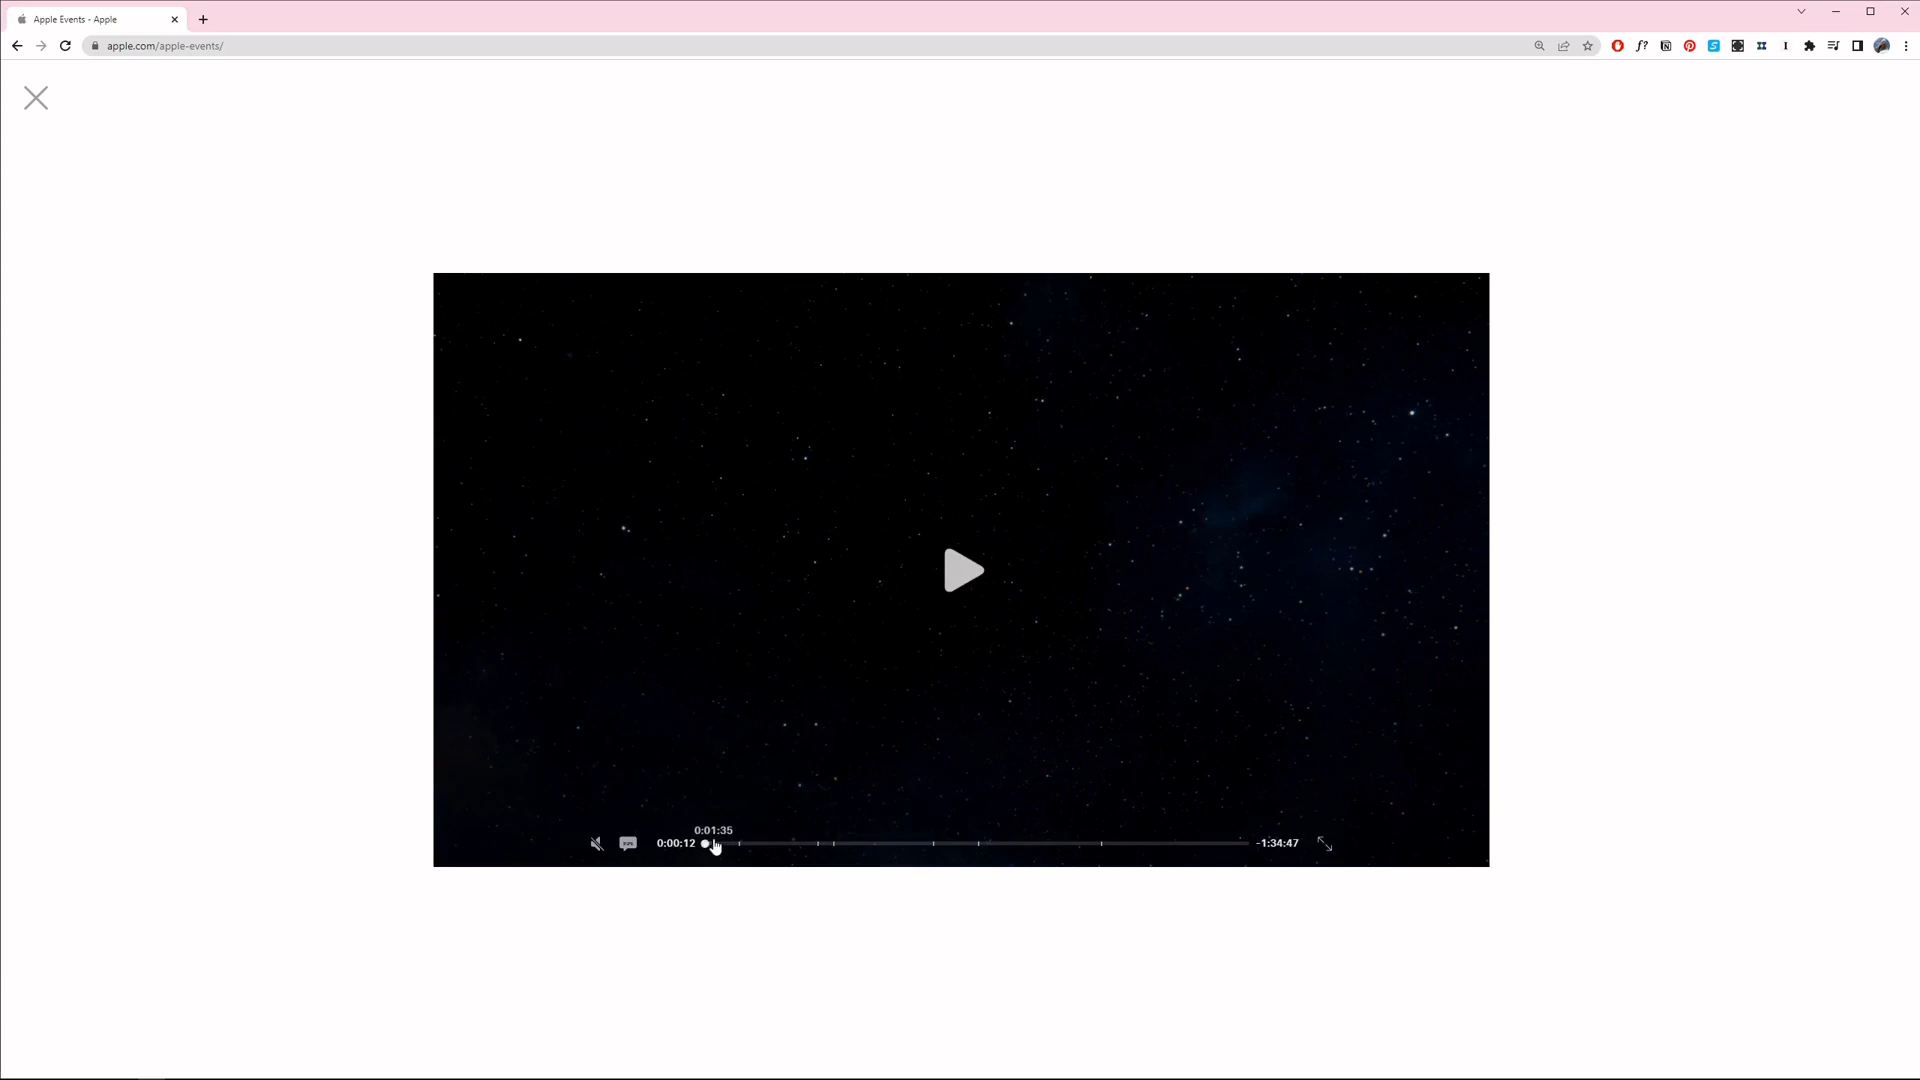 Apple Events - Apple
apple.com/apple-events/
f?
S
I
0:01:35
0:00:12
-1:34:47